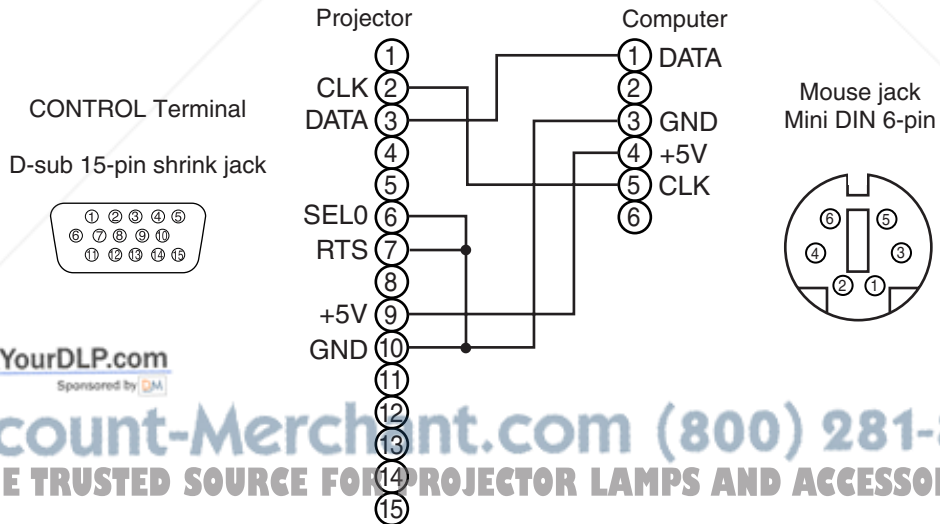 Projector
Computer
CONTROL Terminal
D-sub 15-pin shrink jack
1 2 3 4 5
6 7 8 9 10
11 12 13 14 15
1
CLK 2
DATA 3
4
5
SEL0 6
RTS 7
8
+5V 9
GND 10
11
12
13
14
15
1 DATA
2
3 GND
4 +5V
5 CLK
6
Mouse jack
Mini DIN 6-pin
6 5
4 3
2 1
YourDLP.com
Sponsored by DM
count-Merchant.com (800) 281-8
E TRUSTED SOURCE FOR PROJECTOR LAMPS AND ACCESSO